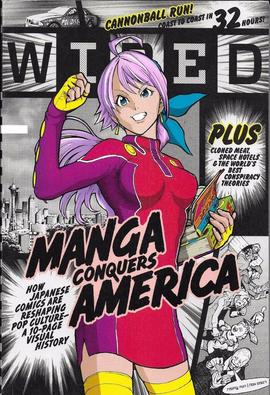 CANNONBALL RUN!
COAST TO COAST IN 32 HOURS!
WIRED
PLUS
CLONED MEAT,
SPACE HOTELS
& THE WORLD'S
BEST
CONSPIRACY
THEORIES
MANGA
CONQUERS
AMERICA
HOW
JAPANESE
COMICS ARE
RESHAPING
POP CULTURE—
A 10-PAGE
VISUAL
HISTORY